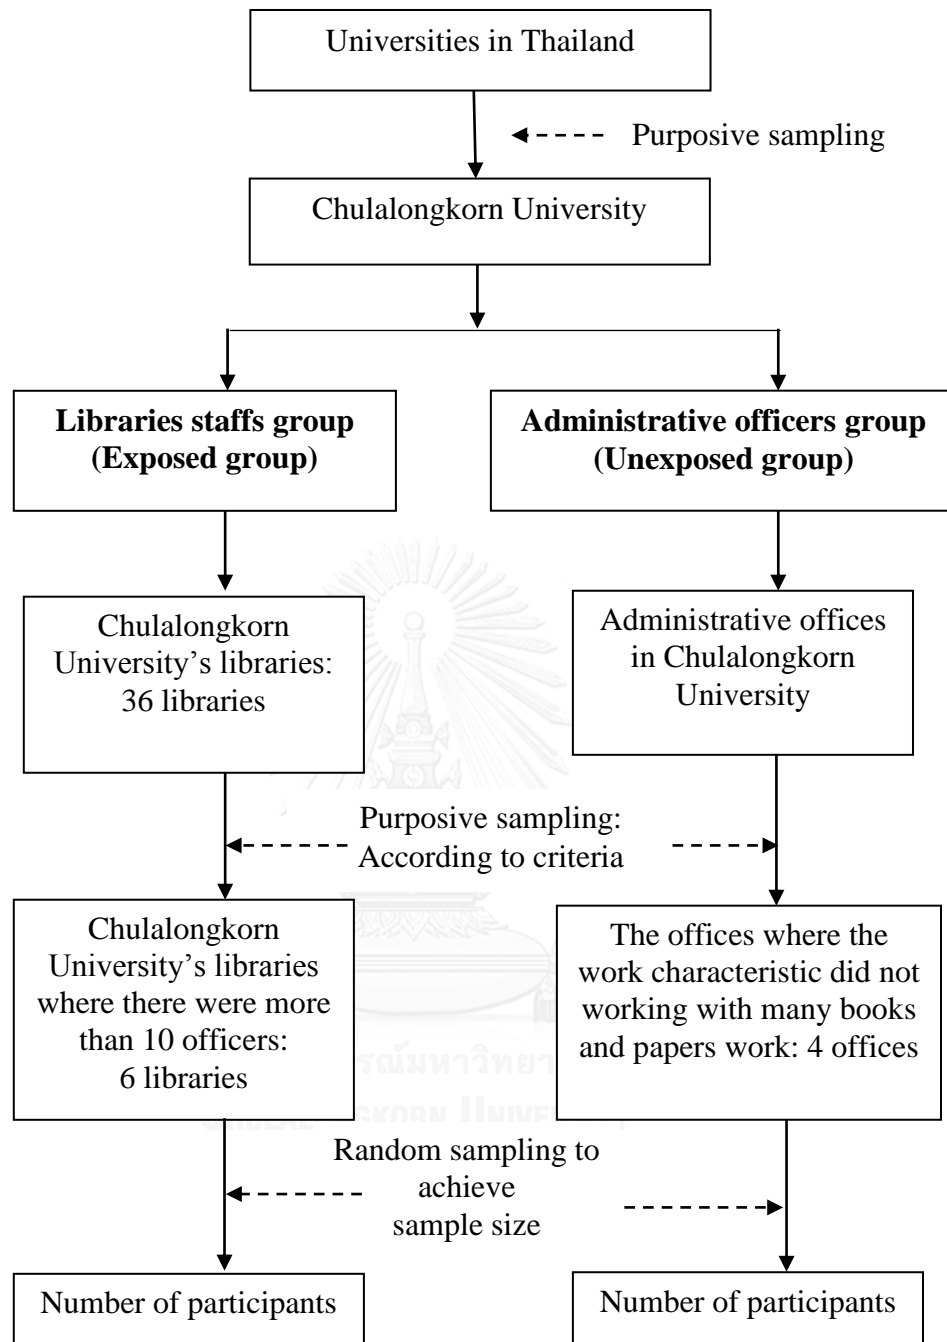 Universities in Thailand
Purposive sampling
Chulalongkorn University
Libraries staffs group
(Exposed group)
Administrative officers group
(Unexposed group)
Chulalongkorn
University’s libraries:
36 libraries
Administrative offices
in Chulalongkorn
University
Purposive sampling:
According to criteria
Chulalongkorn
University’s libraries
where there were more
than 10 officers:
6 libraries
The offices where the
work characteristic did not
working with many books
and papers work: 4 offices
Random sampling to
achieve
sample size
Number of participants
Number of participants